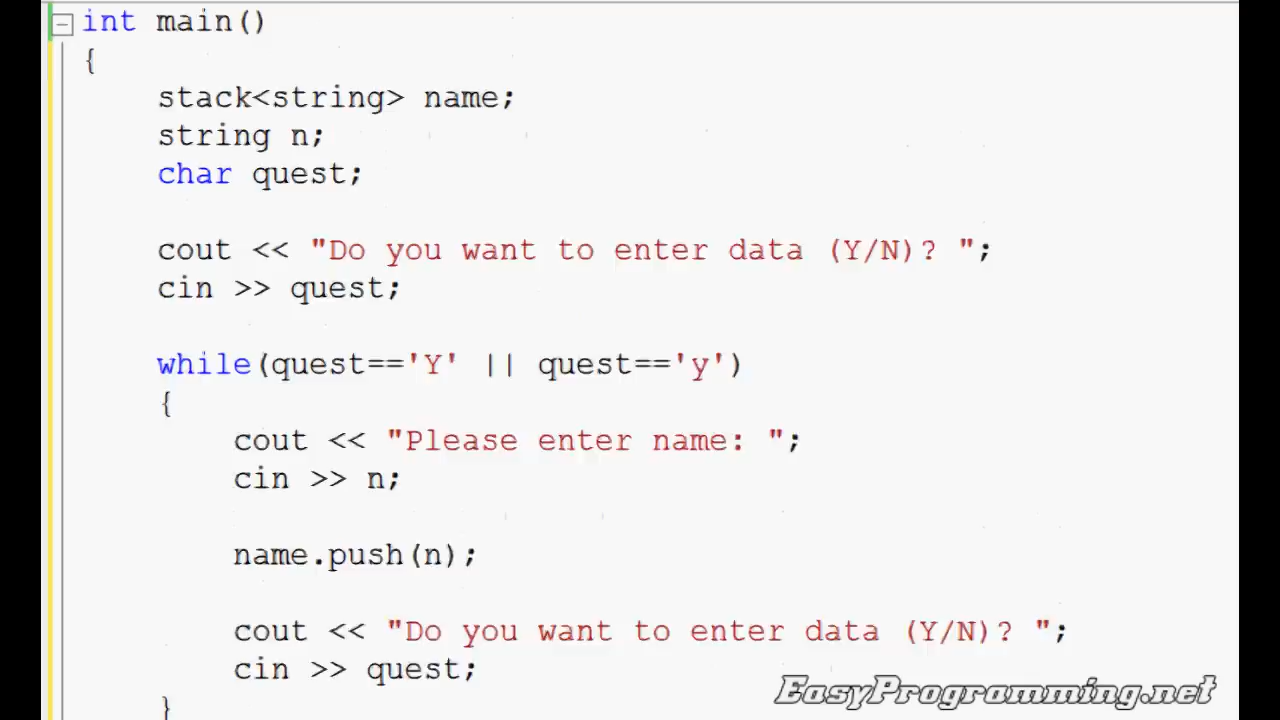 int main()
{
    stack<string> name;
    string n;
    char quest;
    cout << "Do you want to enter data (Y/N)? ";
    cin >> quest;
    while(quest=='Y' || quest=='y')
    {
        cout << "Please enter name: ";
        cin >> n;
        name.push(n);
        cout << "Do you want to enter data (Y/N)? ";
        cin >> quest;
    }
EasyProgramming.net